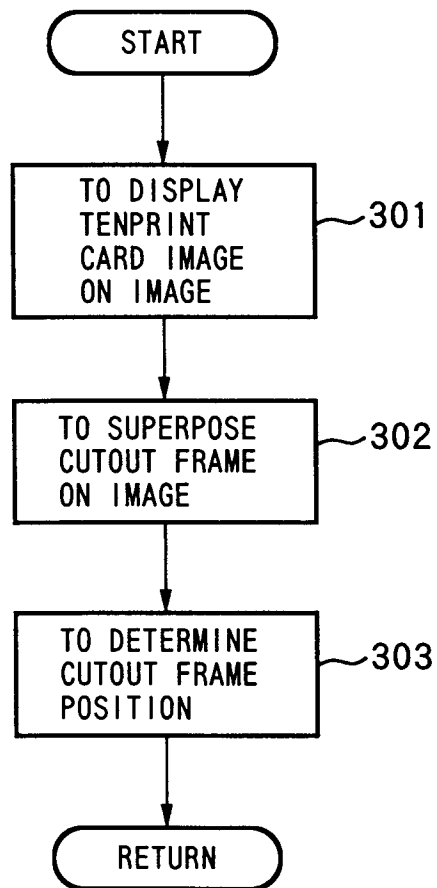 START
TO DISPLAY
TENPRINT
CARD IMAGE
ON IMAGE
301
TO SUPERPOSE
CUTOUT FRAME
ON IMAGE
302
TO DETERMINE
CUTOUT FRAME
POSITION
303
RETURN